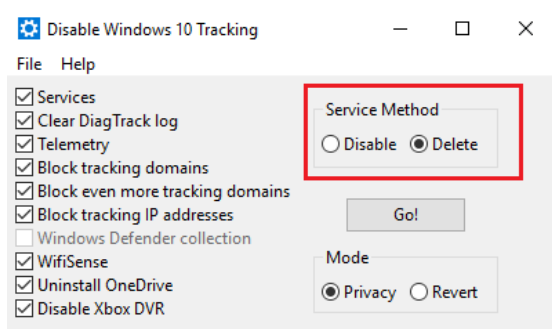 Disable Windows 10 Tracking
File Help
Services
Clear DiagTrack log
Telemetry
Block tracking domains
Block even more tracking domains
Block tracking IP addresses
Windows Defender collection
WifiSense
Uninstall OneDrive
Disable Xbox DVR
Service Method
Disable Delete
Go!
Mode
Privacy Revert